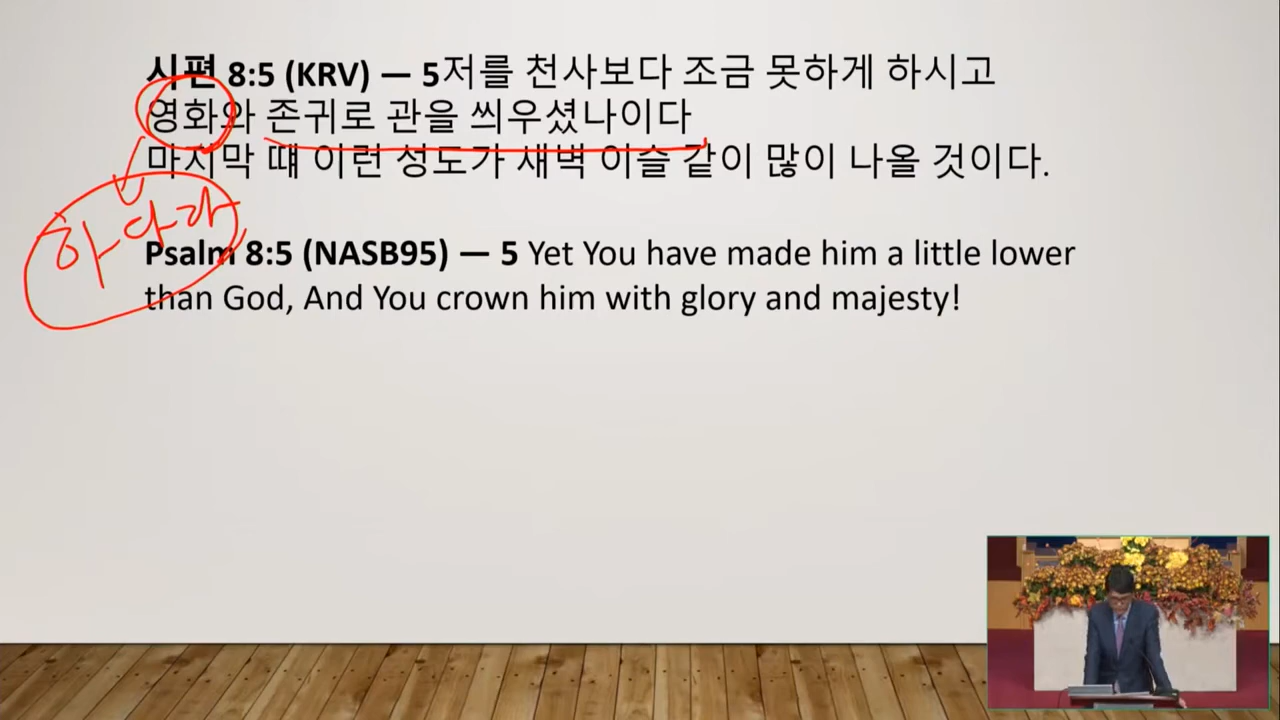 시편 8:5 (KRV) — 5저를 천사보다 조금 못하게 하시고
영화와 존귀로 관을 씌우셨나이다
마지막 떄 이런 성도가 새벽 이슬 같이 많이 나올 것이다.
하다라
Psalm 8:5 (NASB95) — 5 Yet You have made him a little lower
than God, And You crown him with glory and majesty!